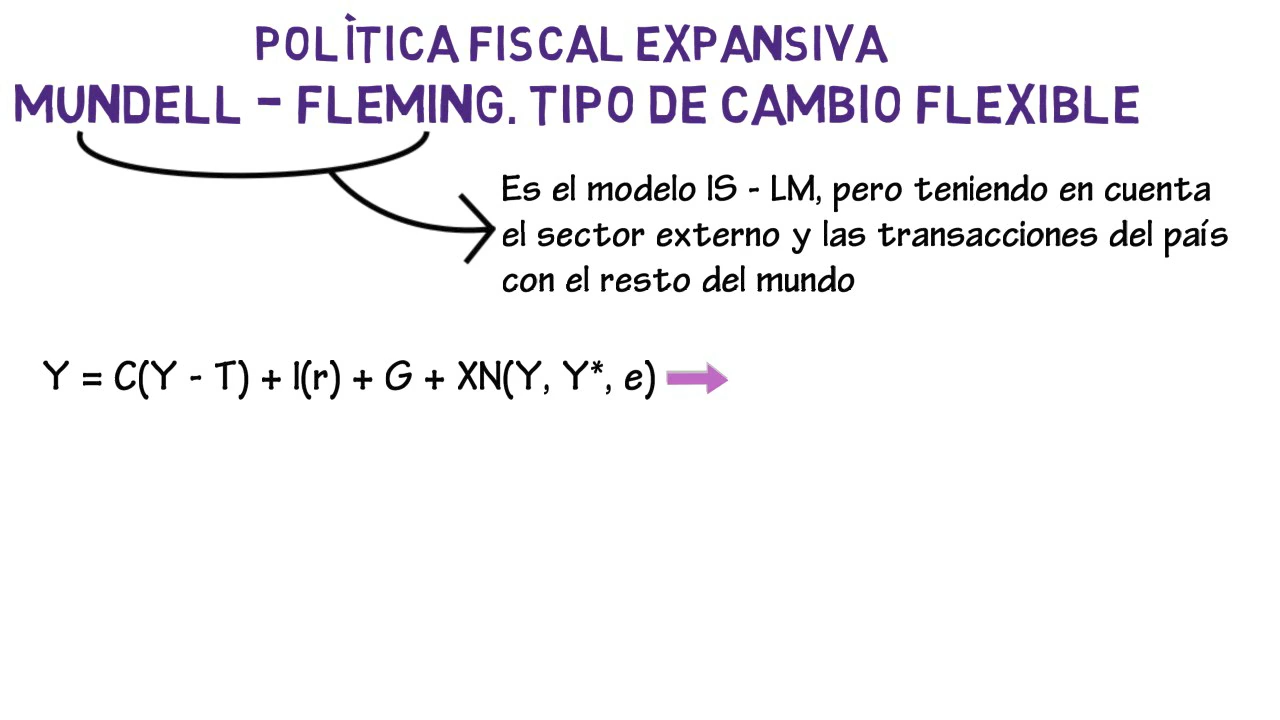 POLÌTICA FISCAL EXPANSIVA
MUNDELL - FLEMING. TIPO DE CAMBIO FLEXIBLE
Es el modelo IS - LM, pero teniendo en cuenta
el sector externo y las transacciones del país
con el resto del mundo
Y = C(Y - T) + I(r) + G + XN(Y, Y*, e)